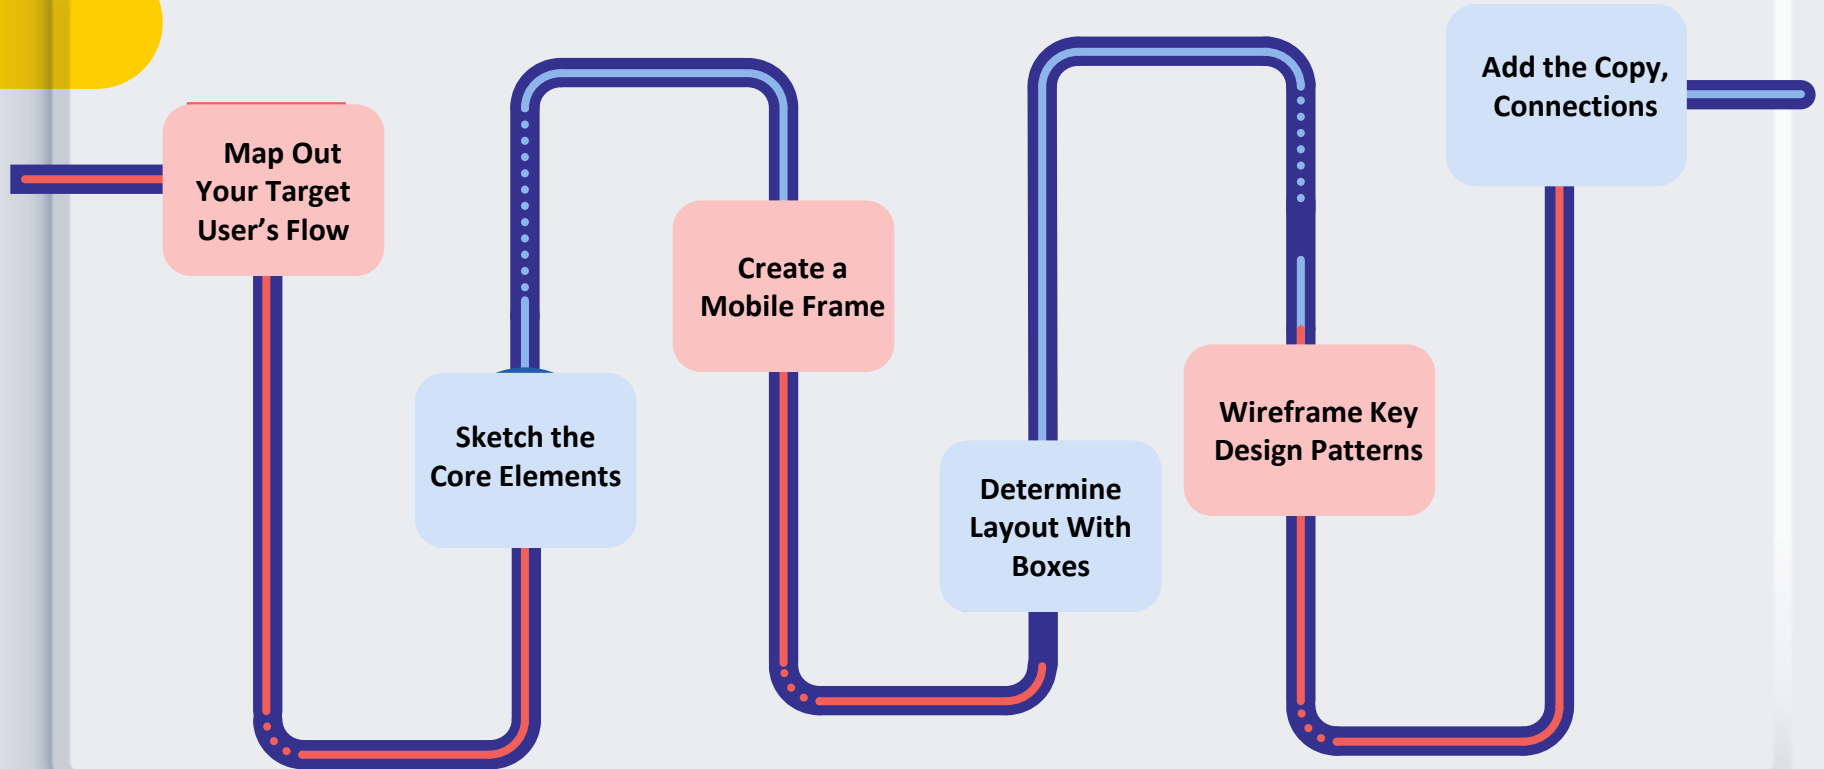 Map Out
Your Target
User’s Flow
Sketch the
Core Elements
Create a
Mobile Frame
Determine
Layout With
Boxes
Wireframe Key
Design Patterns
Add the Copy,
Connections